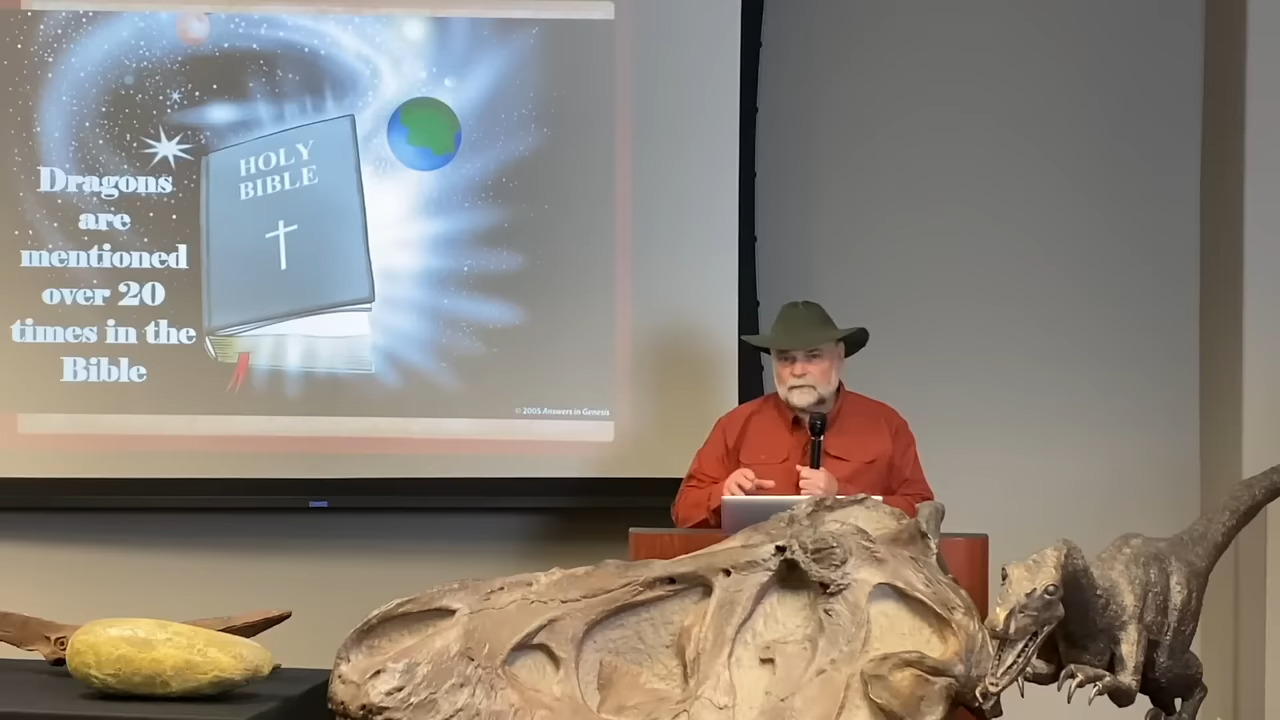 Dragons
are
mentioned
over 20
times in the
Bible
HOLY
BIBLE
© 2005 Answers in Genesis